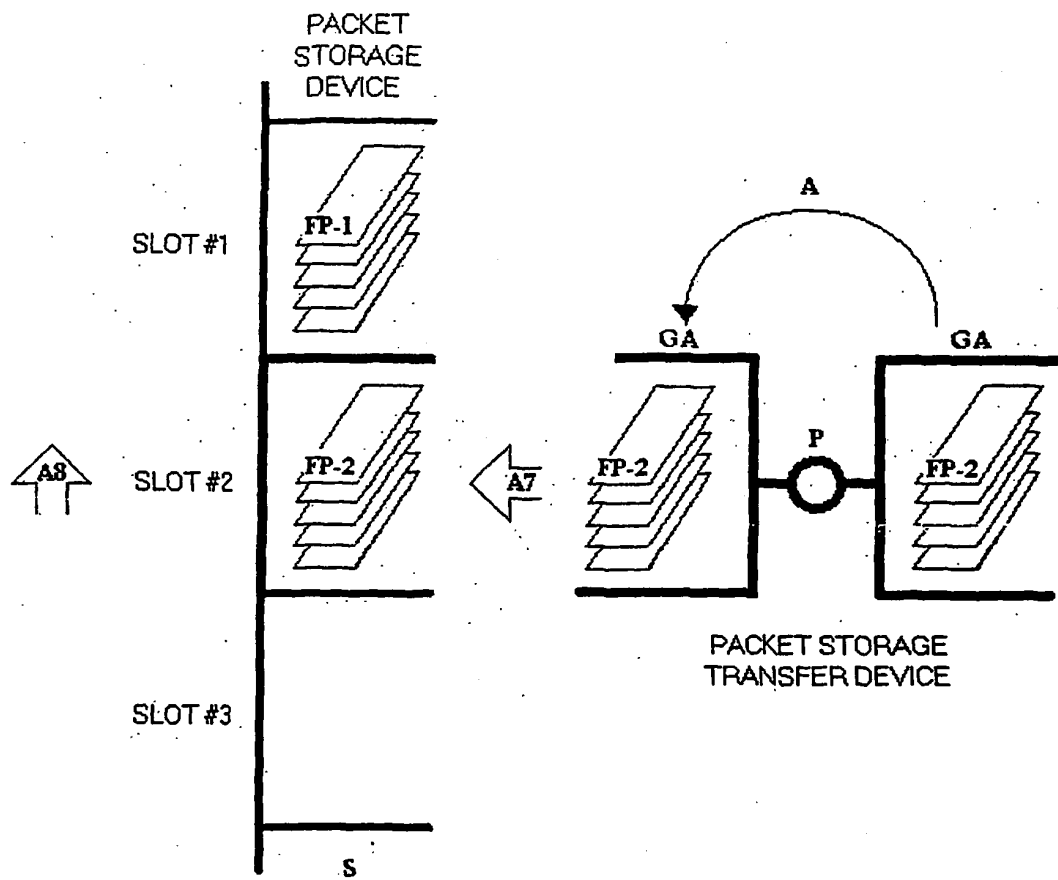 PACKET
STORAGE
DEVICE
FP-1
SLOT #1
A
GA
GA
A8
SLOT #2
FP-2
A7
FP-2
P
FP-2
PACKET STORAGE
TRANSFER DEVICE
SLOT #3
S